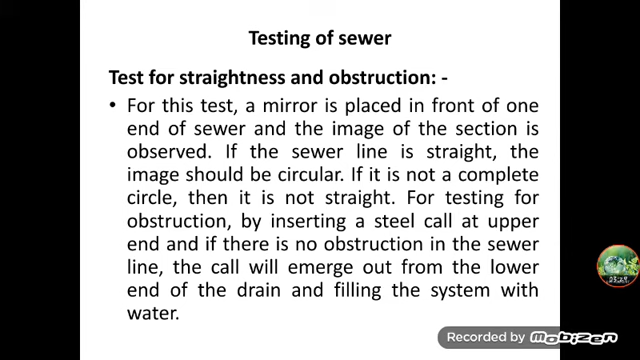 Testing of sewer
Test for straightness and obstruction: -
• For this test, a mirror is placed in front of one
end of sewer and the image of the section is
observed. If the sewer line is straight, the
image should be circular. If it is not a complete
circle, then it is not straight. For testing for
obstruction, by inserting a steel call at upper
end and if there is no obstruction in the sewer
line, the call will emerge out from the lower
end of the drain and filling the system with
water.
Recorded by mobizen